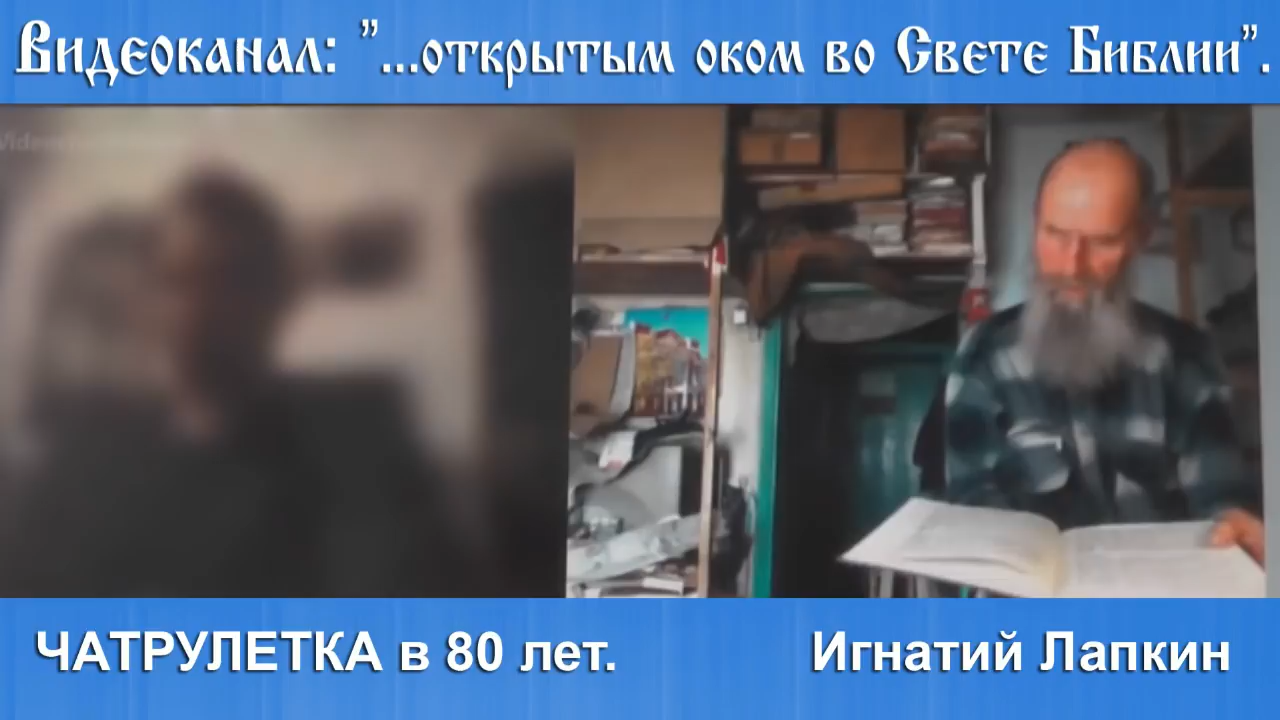 Видеоканал: "...открытым оком во Свете Библии".
ЧАТРУЛЕТКА в 80 лет.
Игнатий Лапкин